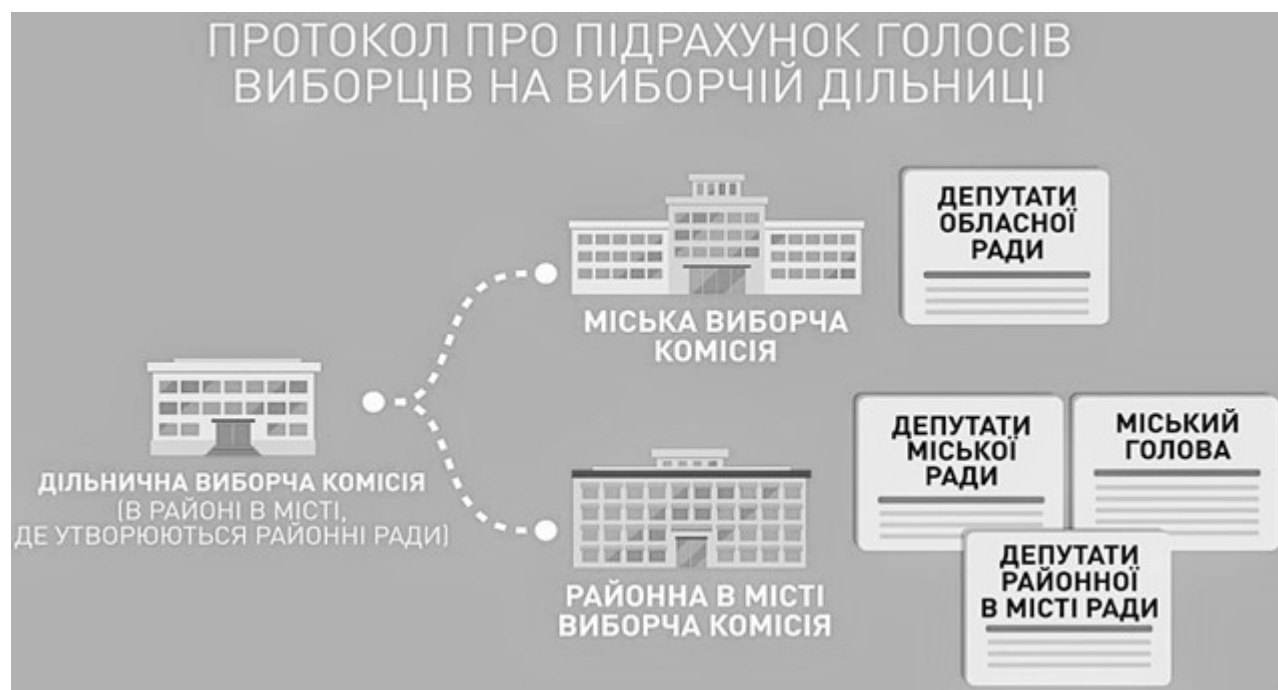 ПРОТОКОЛ ПРО ПІДРАХУНОК ГОЛОСІВ
ВИБОРЦІВ НА ВИБОРЧІЙ ДІЛЬНИЦІ
ДЕПУТАТИ
ОБЛАСНОЇ
РАДИ
МІСЬКА ВИБОРЧА
КОМІСІЯ
ДІЛЬНИЧНА ВИБОРЧА КОМІСІЯ
(В РАЙОНІ В МІСТІ,
ДЕ УТВОРЮЮТЬСЯ РАЙОННІ РАДИ)
ДЕПУТАТИ
МІСЬКОЇ
РАДИ
МІСЬКИЙ
ГОЛОВА
ДЕПУТАТИ
РАЙОННОЇ
В МІСТІ РАДИ
РАЙОННА В МІСТІ
ВИБОРЧА КОМІСІЯ